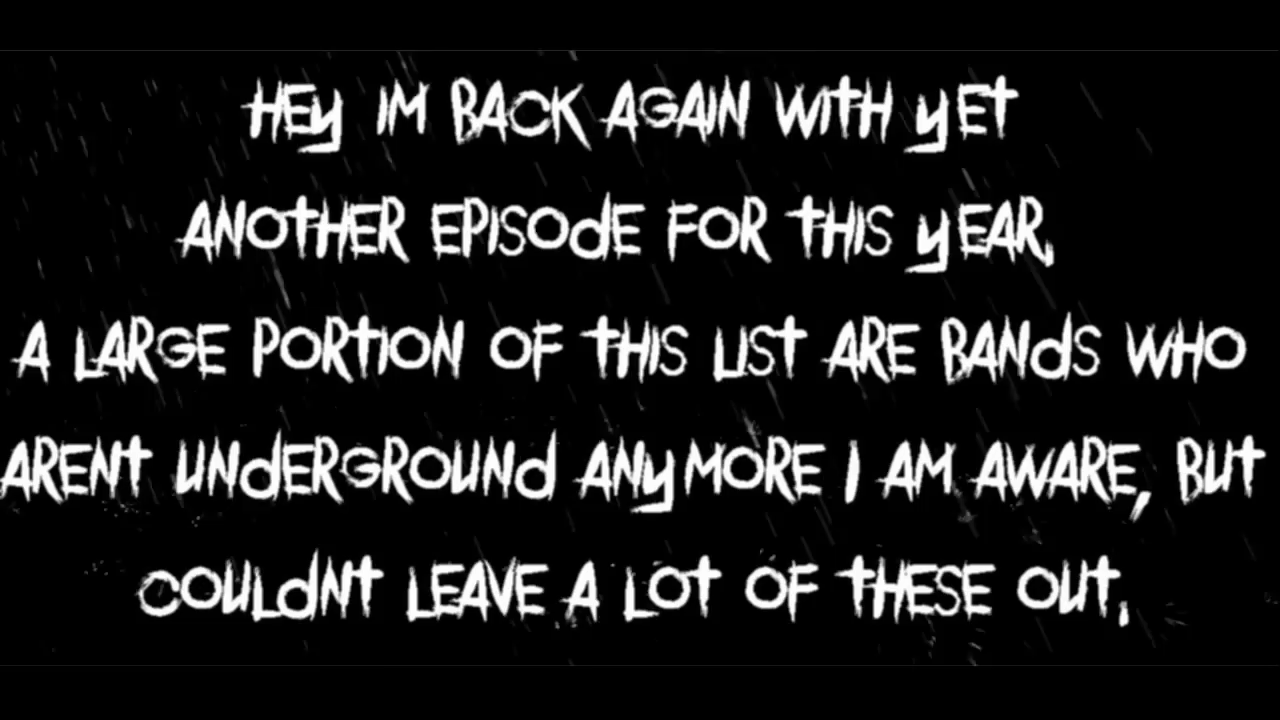 HEY IM BACK AGAIN WITH YET
ANOTHER EPISODE FOR THIS YEAR,
A LARGE PORTION OF THIS LIST ARE BANDS WHO
ARENT UNDERGROUND ANYMORE I AM AWARE, BUT
COULDNT LEAVE A LOT OF THESE OUT,